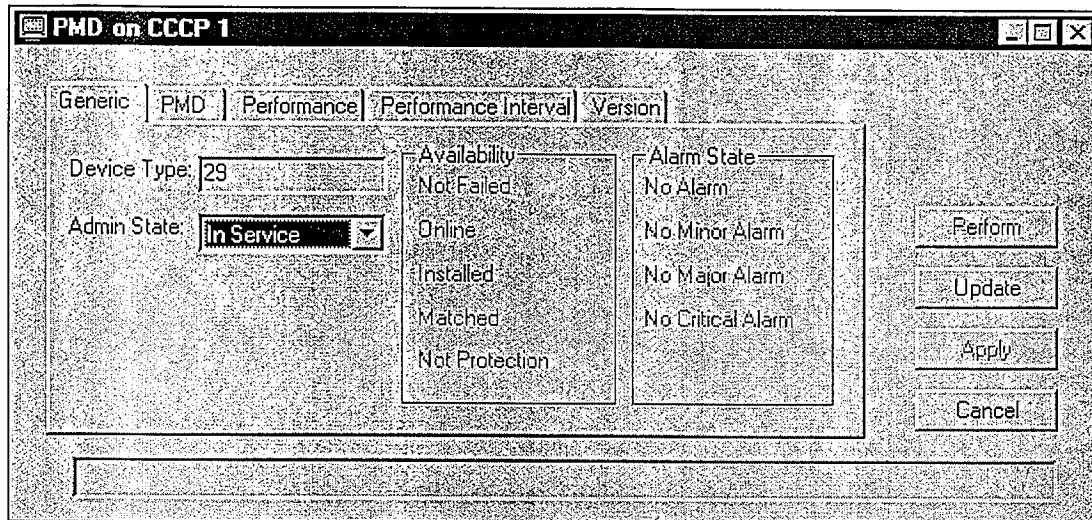 PMD on CCCP 1
Generic PMD Performance Performance Interval Version
Device Type: 29
Admin State: In Service
Availability
Not Failed
Online
Installed
Matched
Not Protection
Alarm State
No Alarm
No Minor Alarm
No Major Alarm
No Critical Alarm
Perform
Update
Apply
Cancel